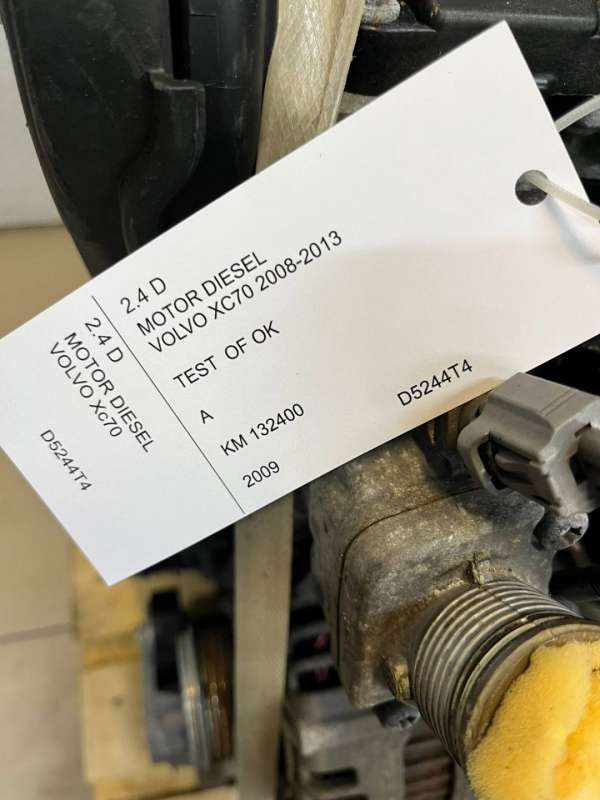 2.4 D
MOTOR DIESEL
VOLVO XC70 2008-2013
TEST OF OK
A
KM 132400
D5244T4
2009
2.4 D
MOTOR DIESEL
VOLVO Xc70
D5244T4